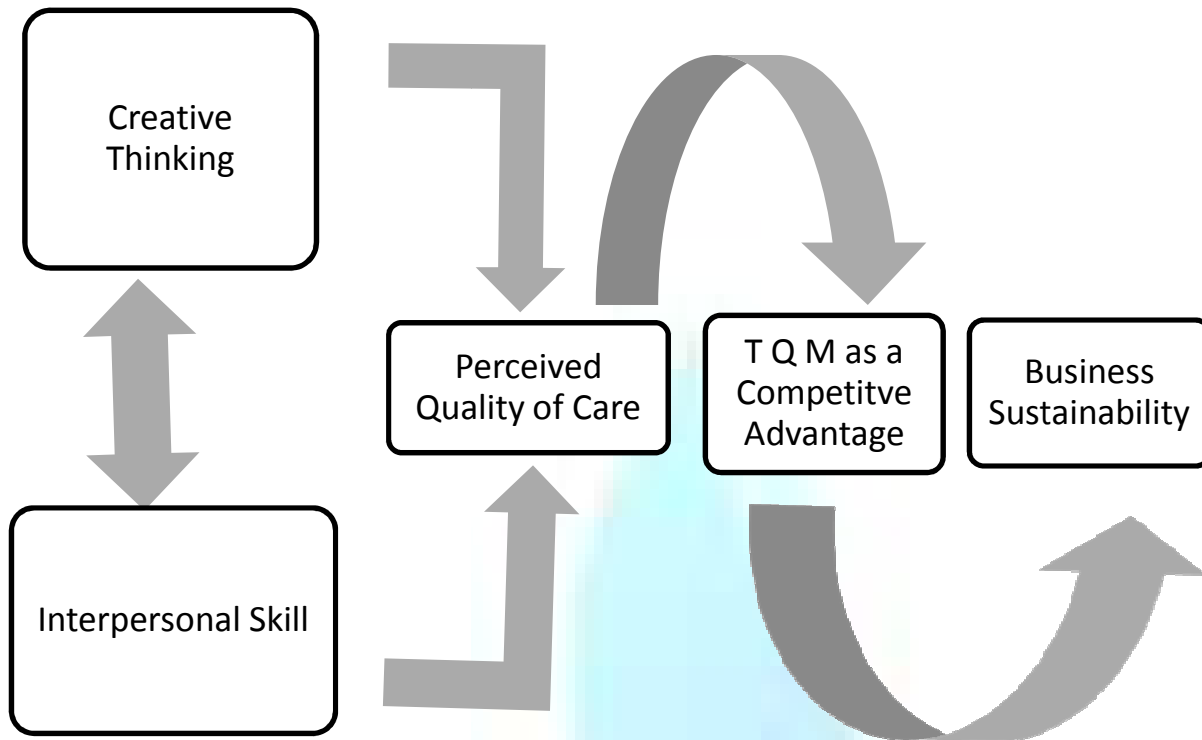 Creative
Thinking
Perceived
Quality of Care
T Q M as a
Competitve
Advantage
Business
Sustainability
Interpersonal Skill